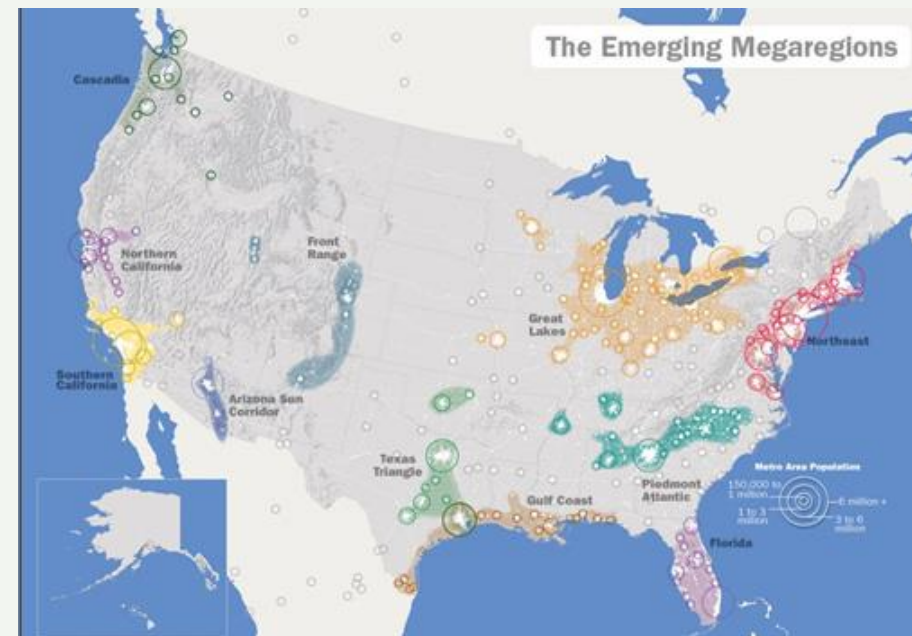 The Emerging Megaregions
Cascadia
Northern
California
Front
Range
Great
Lakes
Northeast
Southern
California
Arizona Sun
Corridor
Texas
Triangle
Gulf Coast
Piedmont
Atlantic
Florida
Metro Area Population
150,000 to
1 million
1 to 3
million
6 million +
3 to 6
million